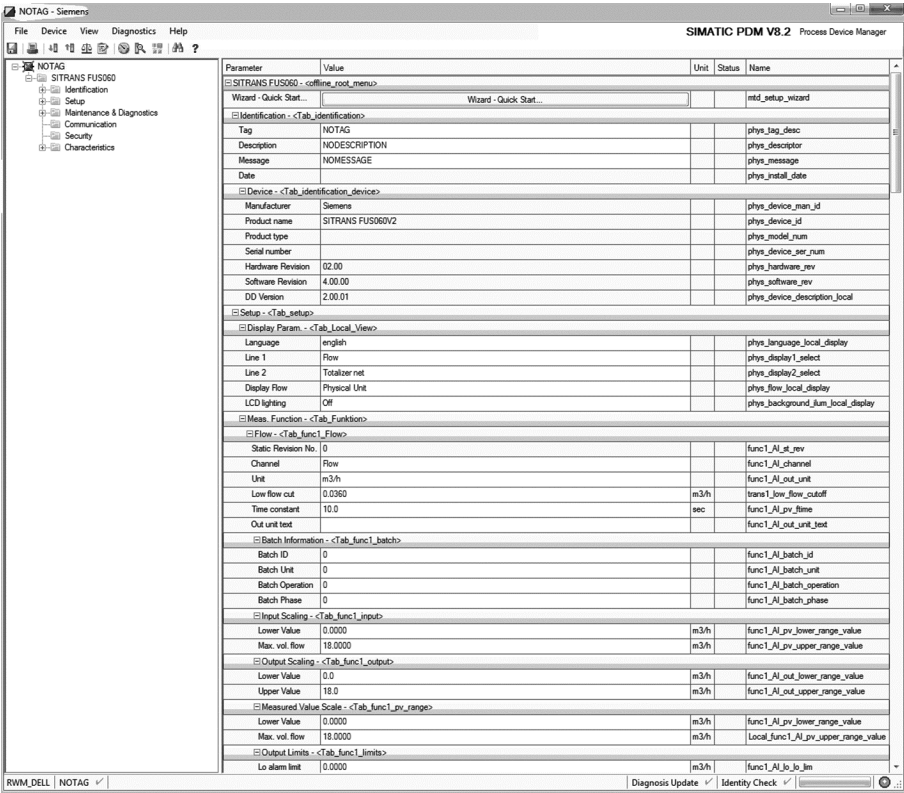 NOTAG - Siemens
File Device View Diagnostics Help SIMATIC PDM V8.2 Process Device Manager
NOTAG
SITRANS FUS060
Identification
Setup
Maintenance & Diagnostics
Communication
Security
Characteristics
Parameter Value Unit Status Name
SITRANS FUS060 - <offline_root_menu>
Wizard - Quick Start... Wizard - Quick Start... mtd_setup_wizard
Identification - <Tab_identification>
Tag NOTAG phys_tag_desc
Description NODESCRIPTION phys_descriptor
Message NOMESSAGE phys_message
Date phys_install_date
Device - <Tab_identification_device>
Manufacturer Siemens phys_device_man_id
Product name SITRANS FUS060V2 phys_device_id
Product type phys_model_num
Serial number phys_device_ser_num
Hardware Revision 02.00 phys_hardware_rev
Software Revision 4.00.00 phys_software_rev
DD Version 2.00.01 phys_device_description_local
Setup - <Tab_setup>
Display Param. - <Tab_Local_View>
Language english phys_language_local_display
Line 1 Flow phys_display1_select
Line 2 Totalizer net phys_display2_select
Display Flow Physical Unit phys_flow_local_display
LCD lighting Off phys_background_ilum_local_display
Meas. Function - <Tab_Funktion>
Flow - <Tab_func1_Flow>
Static Revision No. 0 func1_AI_st_rev
Channel Flow func1_AI_channel
Unit m3/h func1_AI_out_unit
Low flow cut 0.0360 m3/h trans1_low_flow_cutoff
Time constant 10.0 sec func1_AI_pv_ftime
Out unit text func1_AI_out_unit_text
Batch Information - <Tab_func1_batch>
Batch ID 0 func1_AI_batch_id
Batch Unit 0 func1_AI_batch_unit
Batch Operation 0 func1_AI_batch_operation
Batch Phase 0 func1_AI_batch_phase
Input Scaling - <Tab_func1_input>
Lower Value 0.0000 m3/h func1_AI_pv_lower_range_value
Max. vol. flow 18.0000 m3/h func1_AI_pv_upper_range_value
Output Scaling - <Tab_func1_output>
Lower Value 0.0 m3/h func1_AI_out_lower_range_value
Upper Value 18.0 m3/h func1_AI_out_upper_range_value
Measured Value Scale - <Tab_func1_pv_range>
Lower Value 0.0000 m3/h func1_AI_pv_lower_range_value
Max. vol. flow 18.0000 m3/h Local_func1_AI_pv_upper_range_value
Output Limits - <Tab_func1_limits>
Lo alarm limit 0.0000 m3/h func1_AI_lo_lo_lim
RWM_DELL NOTAG Diagnosis Update Identity Check